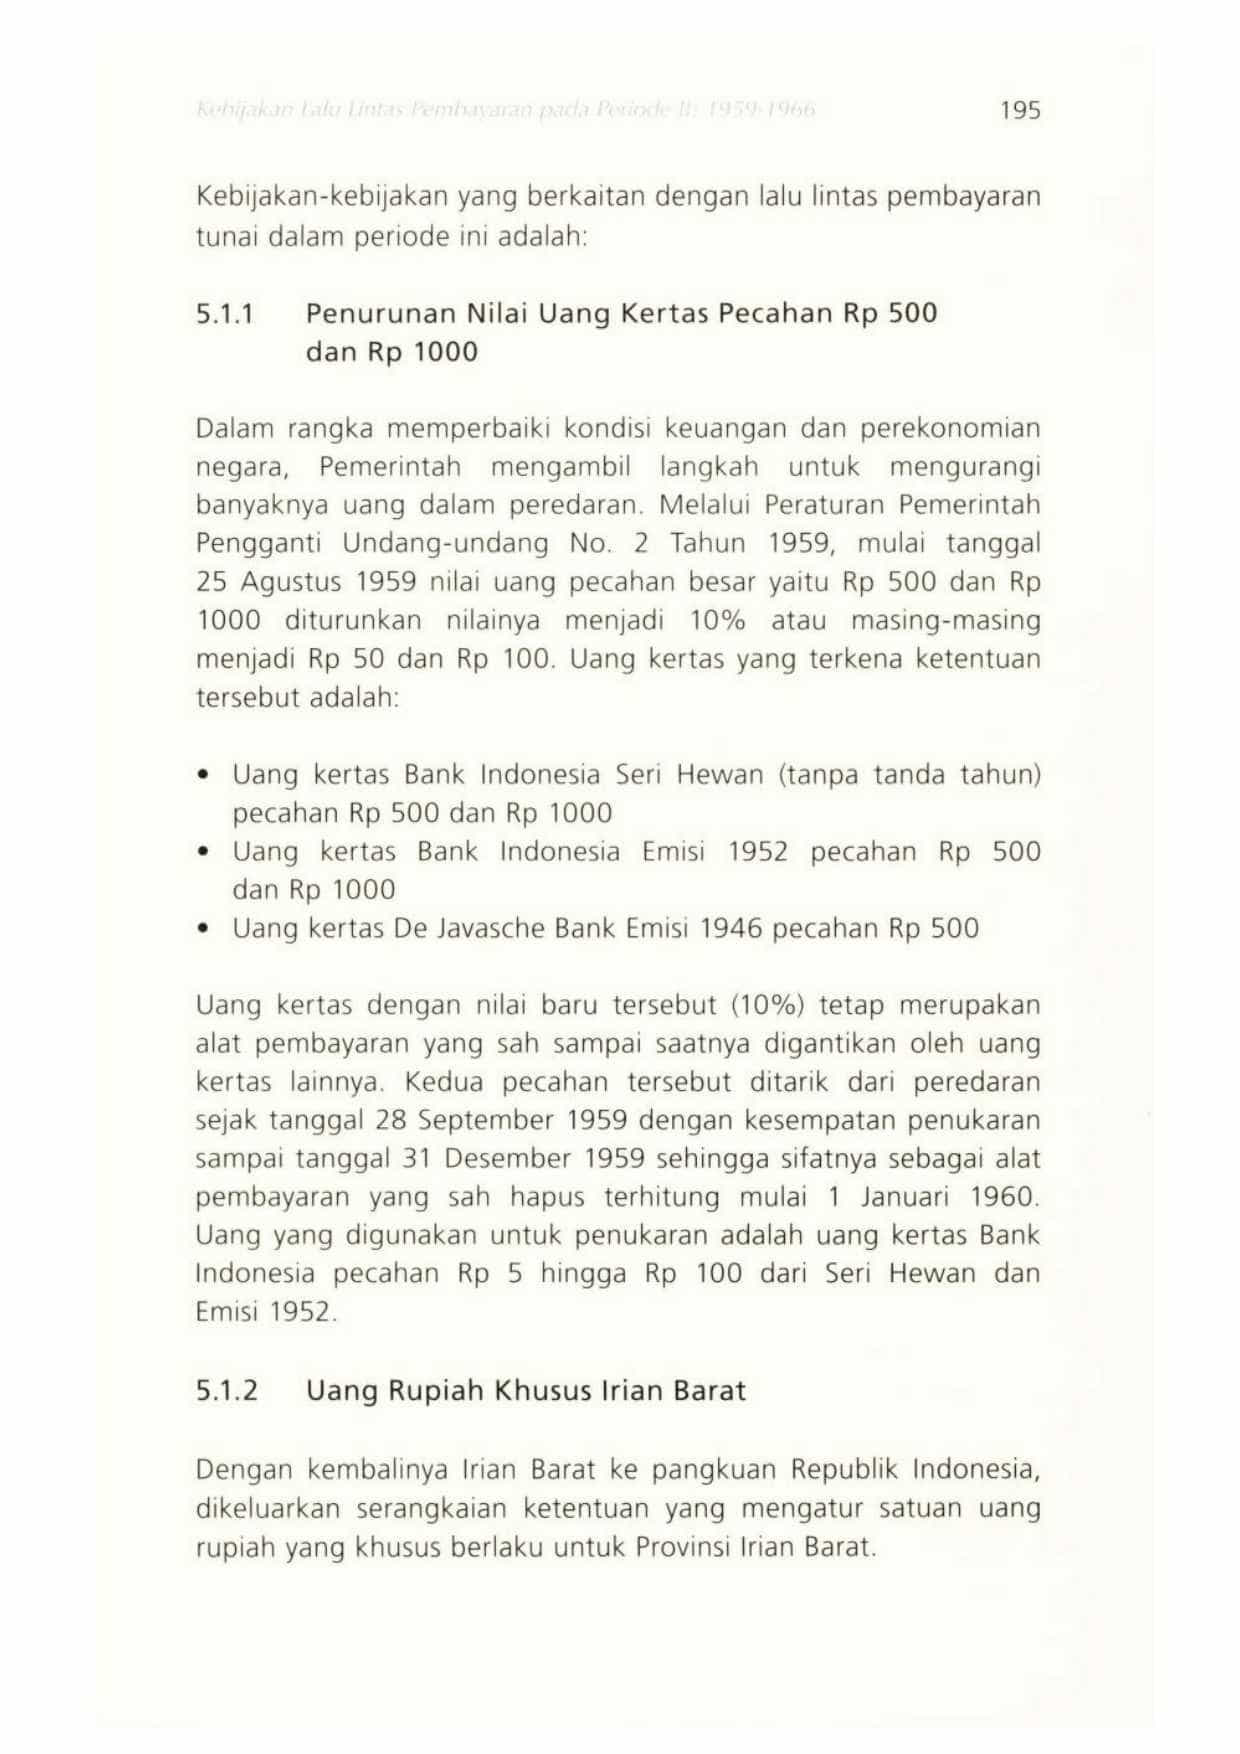 Kebijakan Lalu Lintas Pembayaran pada Periode II: 1959-1966 195
Kebijakan-kebijakan yang berkaitan dengan lalu lintas pembayaran
tunai dalam periode ini adalah:
5.1.1 Penurunan Nilai Uang Kertas Pecahan Rp 500
dan Rp 1000
Dalam rangka memperbaiki kondisi keuangan dan perekonomian
negara, Pemerintah mengambil langkah untuk mengurangi
banyaknya uang dalam peredaran. Melalui Peraturan Pemerintah
Pengganti Undang-undang No. 2 Tahun 1959, mulai tanggal
25 Agustus 1959 nilai uang pecahan besar yaitu Rp 500 dan Rp
1000 diturunkan nilainya menjadi 10% atau masing-masing
menjadi Rp 50 dan Rp 100. Uang kertas yang terkena ketentuan
tersebut adalah:
• Uang kertas Bank Indonesia Seri Hewan (tanpa tanda tahun)
pecahan Rp 500 dan Rp 1000
• Uang kertas Bank Indonesia Emisi 1952 pecahan Rp 500
dan Rp 1000
• Uang kertas De Javasche Bank Emisi 1946 pecahan Rp 500
Uang kertas dengan nilai baru tersebut (10%) tetap merupakan
alat pembayaran yang sah sampai saatnya digantikan oleh uang
kertas lainnya. Kedua pecahan tersebut ditarik dari peredaran
sejak tanggal 28 September 1959 dengan kesempatan penukaran
sampai tanggal 31 Desember 1959 sehingga sifatnya sebagai alat
pembayaran yang sah hapus terhitung mulai 1 Januari 1960.
Uang yang digunakan untuk penukaran adalah uang kertas Bank
Indonesia pecahan Rp 5 hingga Rp 100 dari Seri Hewan dan
Emisi 1952.
5.1.2 Uang Rupiah Khusus Irian Barat
Dengan kembalinya Irian Barat ke pangkuan Republik Indonesia,
dikeluarkan serangkaian ketentuan yang mengatur satuan uang
rupiah yang khusus berlaku untuk Provinsi Irian Barat.